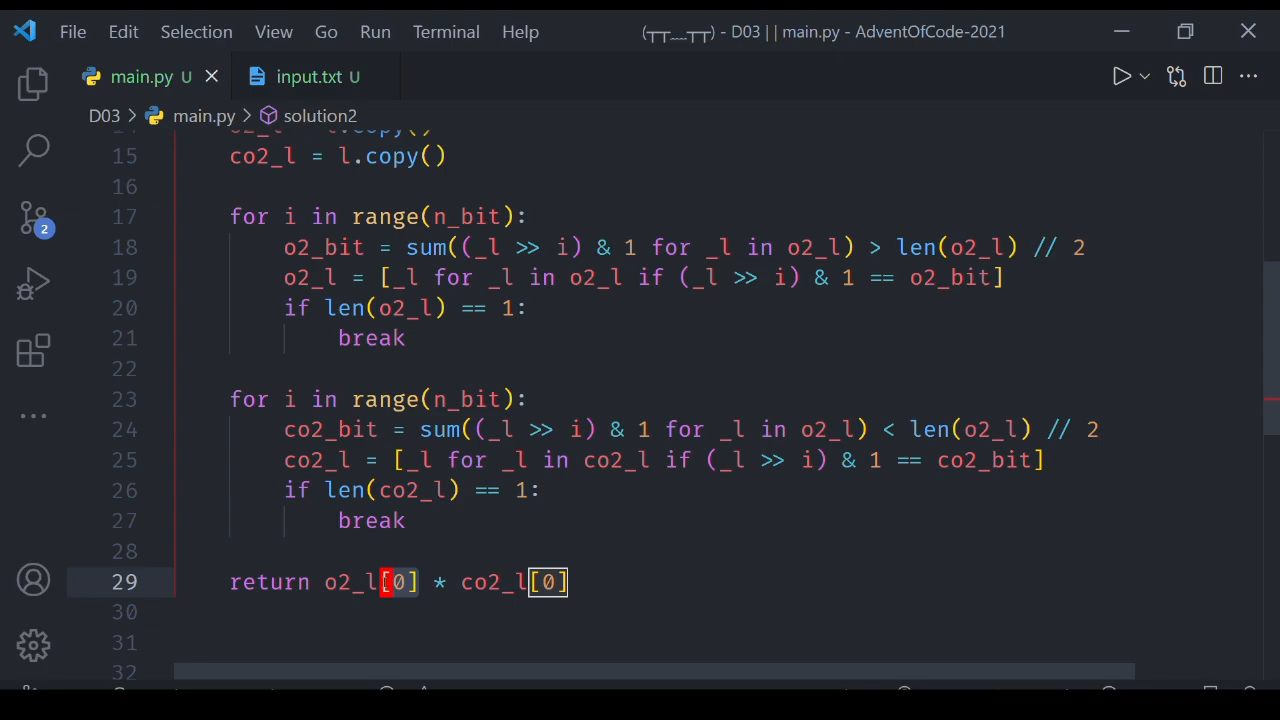 File Edit Selection View Go Run Terminal Help (┬┬﹏┬┬) - D03 | | main.py - AdventOfCode-2021
main.py U input.txt U
D03 main.py solution2
15 co2_l = l.copy()
16
17 for i in range(n_bit):
18 o2_bit = sum((_l >> i) & 1 for _l in o2_l) > len(o2_l) // 2
19 o2_l = [_l for _l in o2_l if (_l >> i) & 1 == o2_bit]
20 if len(o2_l) == 1:
21 break
22
23 for i in range(n_bit):
24 co2_bit = sum((_l >> i) & 1 for _l in o2_l) < len(o2_l) // 2
25 co2_l = [_l for _l in co2_l if (_l >> i) & 1 == co2_bit]
26 if len(co2_l) == 1:
27 break
28
2
29 return o2_l[0] * co2_l[0]
30
31
32